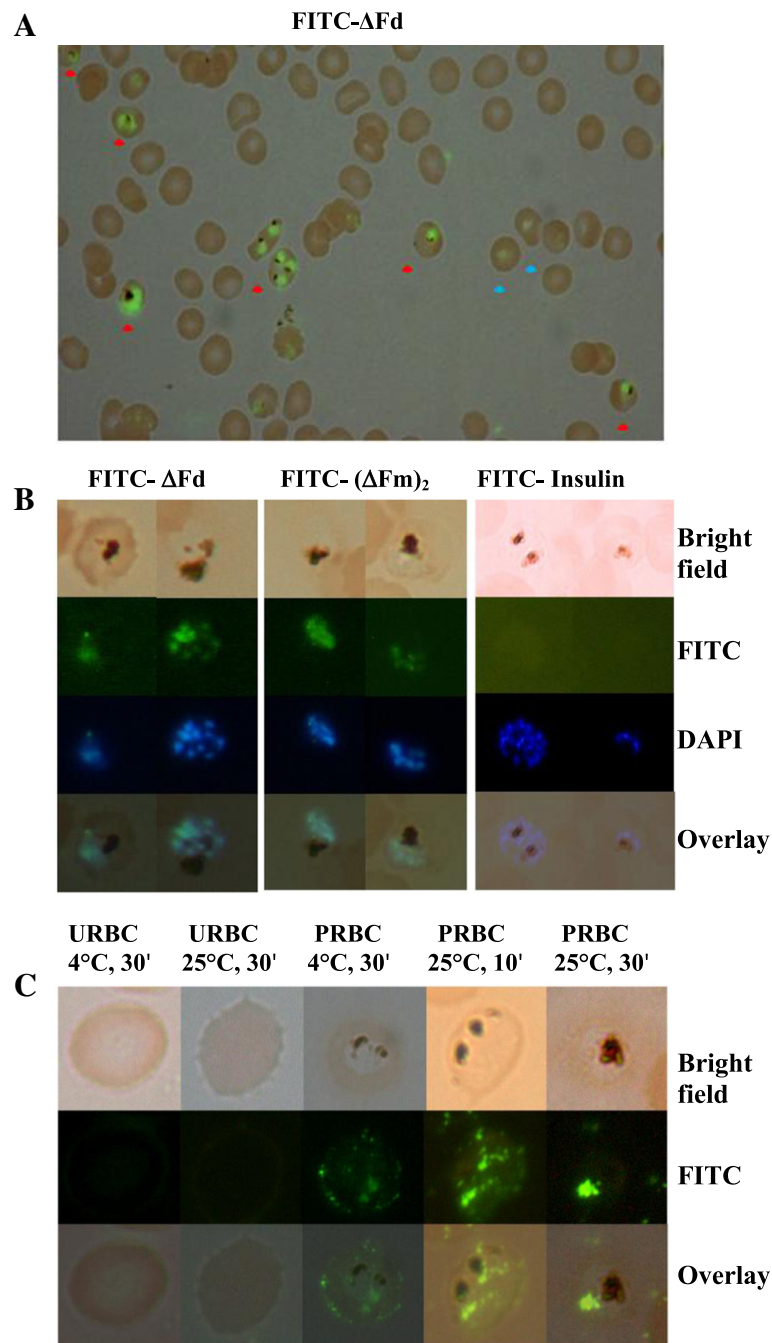 A
FITC-ΔFd
B
FITC- ΔFd
FITC- (ΔFm)₂
FITC- Insulin
Bright
field
FITC
DAPI
Overlay
URBC
4°C, 30'
URBC
25°C, 30'
PRBC
4°C, 30'
PRBC
25°C, 10'
PRBC
25°C, 30'
C
Bright
field
FITC
Overlay